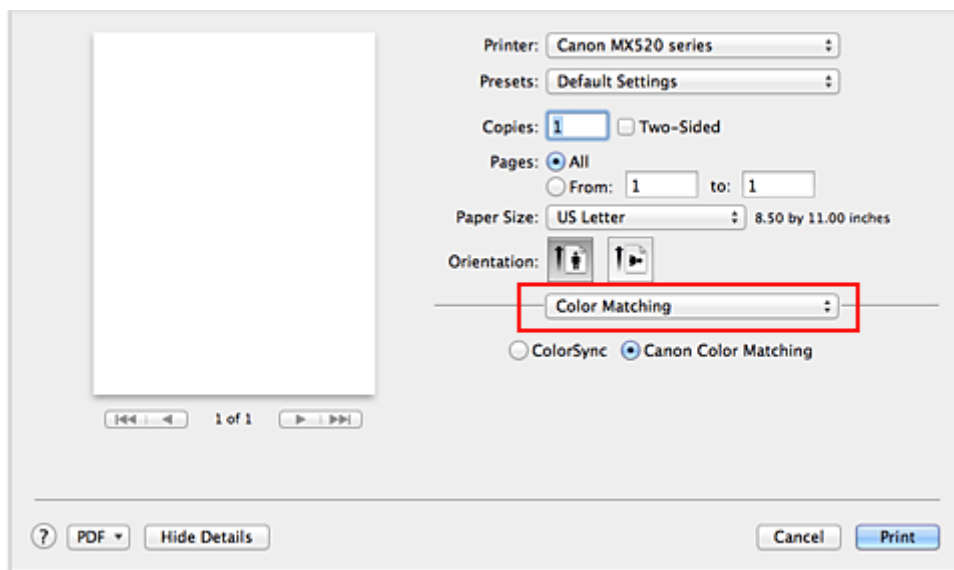 Printer: Canon MX520 series
Presets: Default Settings
Copies: 1 Two-Sided
Pages: All
From: 1 to: 1
Paper Size: US Letter 8.50 by 11.00 inches
Orientation:
Color Matching
ColorSync Canon Color Matching
1 of 1
? PDF Hide Details Cancel Print